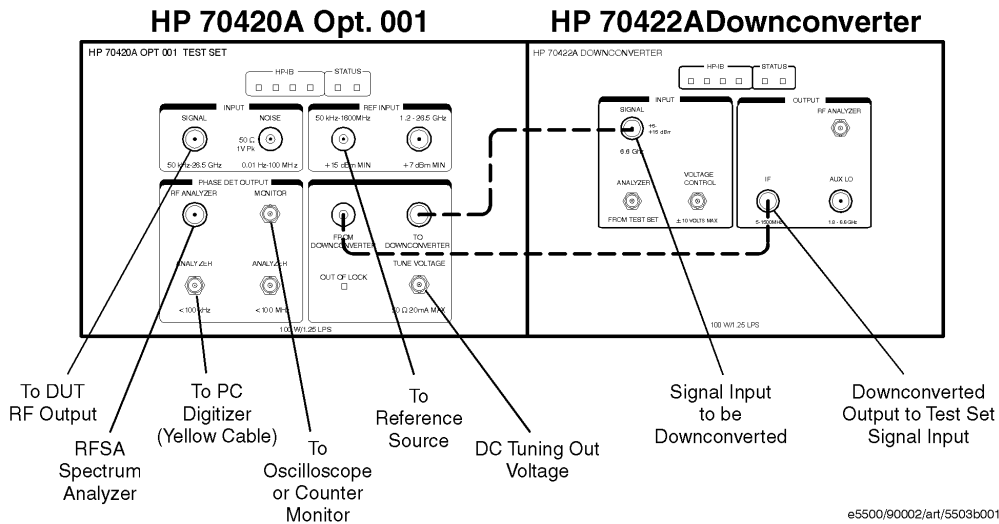 HP 70420A Opt. 001
HP 70422ADownconverter
HP 70420A OPT 001 TEST SET
HP-IB
STATUS
INPUT
SIGNAL
NOISE
50 Ω
1V Pk
50 kHz-26.5 GHz
0.01 Hz-100 MHz
REF INPUT
50 kHz-1600MHz
1.2 - 26.5 GHz
+15 dBm MIN
+7 dBm MIN
PHASE DET OUTPUT
RF ANALYZER
MONITOR
ANALYZER
ANALYZER
<100 kHz
<100 MHz
FROM
DOWNCONVERTER
TO
DOWNCONVERTER
OUT OF LOCK
TUNE VOLTAGE
50 Ω 20mA MAX
100 W/1.25 LPS
HP 70422A DOWNCONVERTER
HP-IB
STATUS
INPUT
SIGNAL
+15 dBm
6.6 GHz
ANALYZER
VOLTAGE
CONTROL
FROM TEST SET
±10 VOLTS MAX
OUTPUT
RF ANALYZER
IF
AUX LO
5-1500MHz
1.8 - 6.6 GHz
100 W/1.25 LPS
To DUT
RF Output
RFSA
Spectrum
Analyzer
To PC
Digitizer
(Yellow Cable)
To
Oscilloscope
or Counter
Monitor
To
Reference
Source
DC Tuning Out
Voltage
Signal Input
to be
Downconverted
Downconverted
Output to Test Set
Signal Input
e5500/90002/art/5503b001